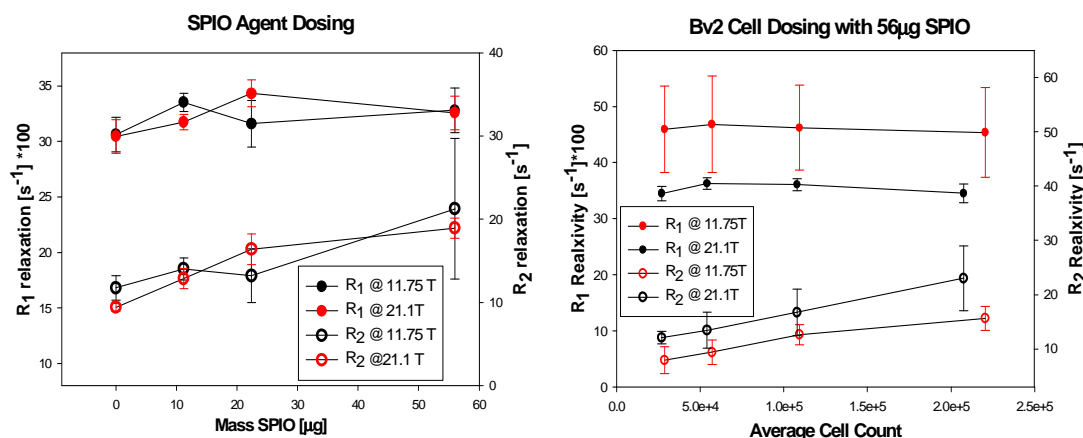 SPIO Agent Dosing
R1 relaxation [s-1] *100
35
30
25
20
15
10
R2 relaxation [s-1]
40
30
20
10
0
0 10 20 30 40 50 60
Mass SPIO [μg]
R1 @ 11.75 T
R1 @ 21.1T
R2 @ 11.75 T
R2 @21.1 T
Bv2 Cell Dosing with 56μg SPIO
R1 Realxivity [s-1]*100
60
50
40
30
20
10
0
R2 Realxivity [s-1]
60
50
40
30
20
10
0.0 5.0e+4 1.0e+5 1.5e+5 2.0e+5 2.5e+5
Average Cell Count
R1 @ 11.75T
R1 @ 21.1T
R2 @ 11.75T
R2 @ 21.1T